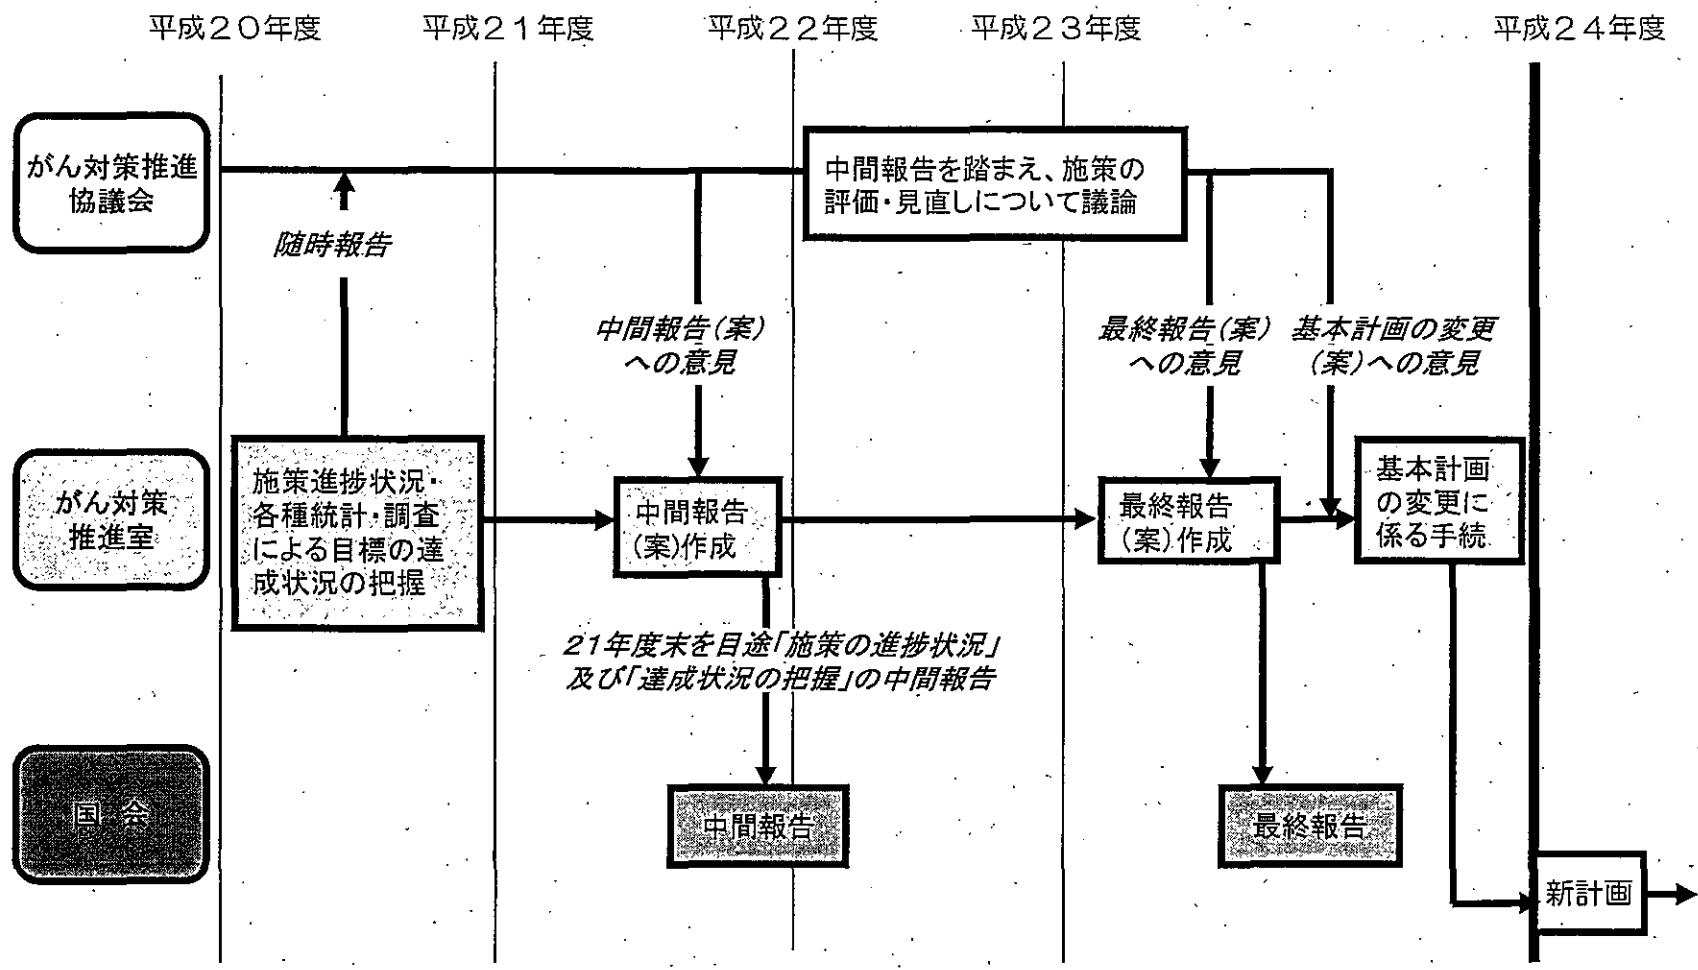 平成20年度
平成21年度
平成22年度
平成23年度
平成24年度
がん対策推進
協議会
中間報告を踏まえ、施策の
評価・見直しについて議論
随時報告
中間報告(案)
への意見
最終報告(案)
への意見
基本計画の変更
(案)への意見
がん対策
推進室
施策進捗状況・
各種統計・調査
による目標の達
成状況の把握
中間報告
(案)作成
最終報告
(案)作成
基本計画
の変更に
係る手続
21年度末を目途「施策の進捗状況」
及び「達成状況の把握」の中間報告
国会
中間報告
最終報告
新計画